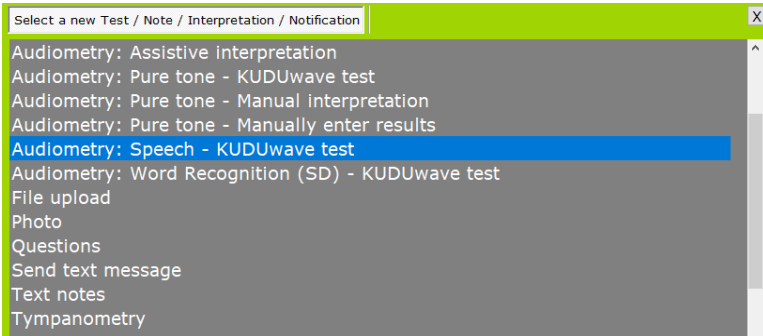 Select a new Test / Note / Interpretation / Notification
X
Audiometry: Assistive interpretation
Audiometry: Pure tone - KUDUwave test
Audiometry: Pure tone - Manual interpretation
Audiometry: Pure tone - Manually enter results
Audiometry: Speech - KUDUwave test
Audiometry: Word Recognition (SD) - KUDUwave test
File upload
Photo
Questions
Send text message
Text notes
Tympanometry